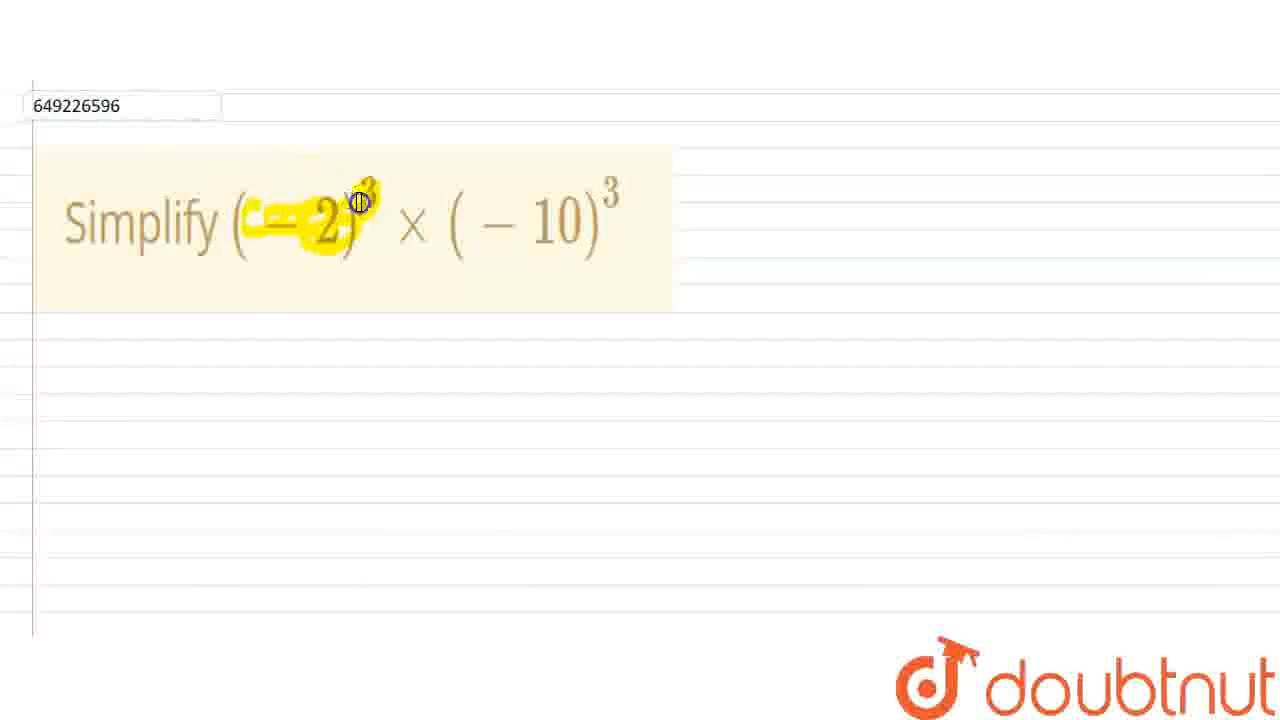 649226596
Simplify (− 2)³ × (− 10)³
doubtnut